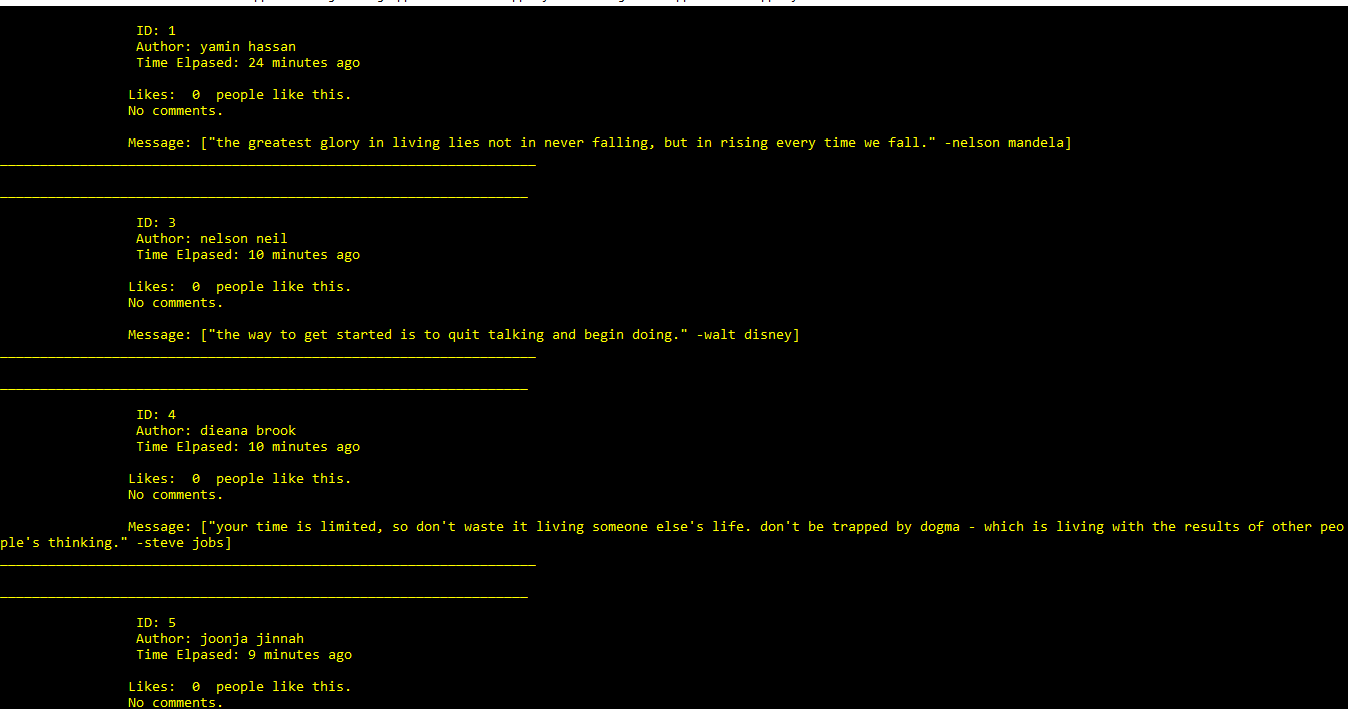 ID: 1
Author: yamin hassan
Time Elpased: 24 minutes ago
Likes: 0 people like this.
No comments.
Message: ["the greatest glory in living lies not in never falling, but in rising every time we fall." -nelson mandela]
ID: 3
Author: nelson neil
Time Elpased: 10 minutes ago
Likes: 0 people like this.
No comments.
Message: ["the way to get started is to quit talking and begin doing." -walt disney]
ID: 4
Author: dieana brook
Time Elpased: 10 minutes ago
Likes: 0 people like this.
No comments.
Message: ["your time is limited, so don't waste it living someone else's life. don't be trapped by dogma - which is living with the results of other peo
ple's thinking." -steve jobs]
ID: 5
Author: joonja jinnah
Time Elpased: 9 minutes ago
Likes: 0 people like this.
No comments.